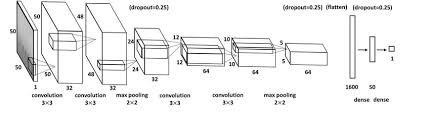 (dropout=0.25) (dropout=0.25) (flatten) (dropout=0.25)
50 50 50 1
50 48 48 32
24 24 32
12 12 64
10 10 64
5 5 64
1600 50 1
convolution 3×3
convolution 3×3
max pooling 2×2
convolution 3×3
convolution 3×3
max pooling 2×2
dense dense